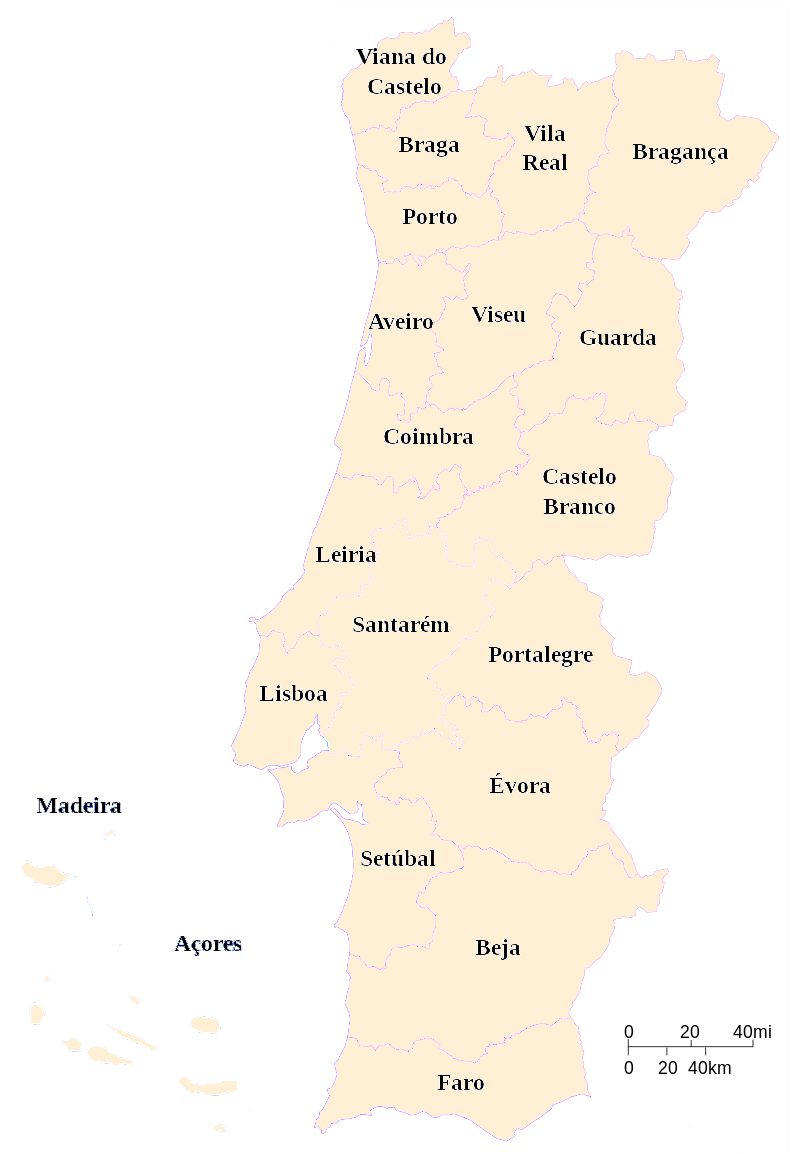 Viana do
Castelo
Braga
Vila
Real
Bragança
Porto
Aveiro
Viseu
Guarda
Coimbra
Castelo
Branco
Leiria
Santarém
Portalegre
Lisboa
Évora
Madeira
Setúbal
Açores
Beja
0 20 40mi
0 20 40km
Faro